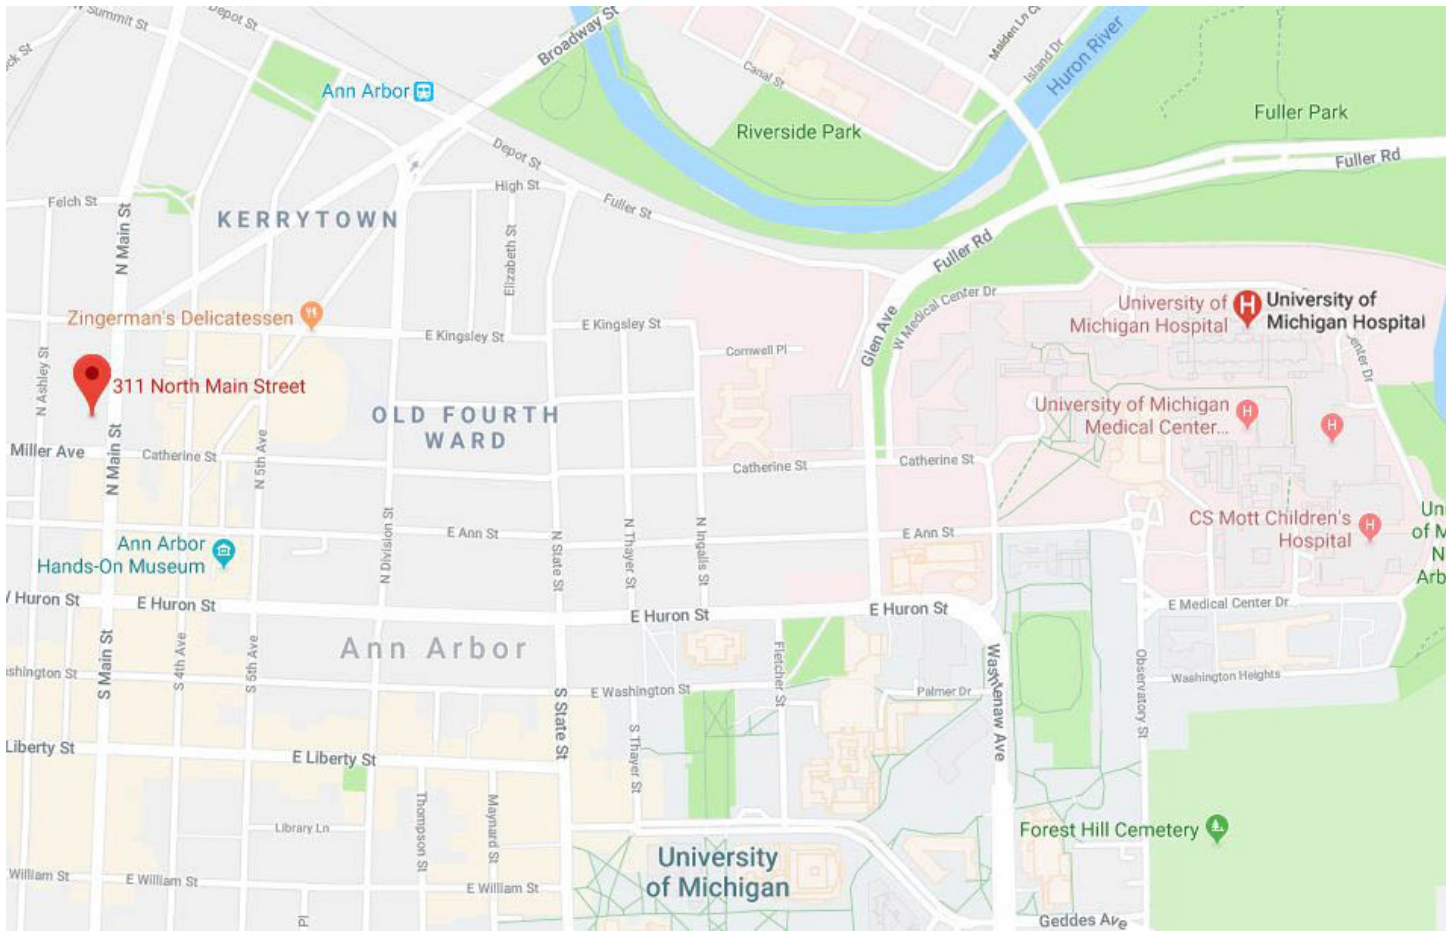 W Summit St
Depot St
Broadway St
Maiden Ln
Island Dr
Huron River
Canal St
Ann Arbor
Riverside Park
Fuller Park
Fuller Rd
Depot St
High St
Fuller St
Felch St
KERRYTOWN
N Main St
Elizabeth St
Fuller Rd
Zingerman's Delicatessen
E Kingsley St
E Kingsley St
Cornwell Pl
Glen Ave
W Medical Center Dr
University of
Michigan Hospital
University of
Michigan Hospital
Center Dr
N Ashley St
311 North Main Street
OLD FOURTH
WARD
University of Michigan
Medical Center...
Miller Ave
N Main St
Catherine St
N 5th Ave
Catherine St
Catherine St
CS Mott Children's
Hospital
Un
of M
N
Arb
Ann Arbor
Hands-On Museum
N Division St
E Ann St
N State St
N Thayer St
N Ingalls St
E Ann St
Huron St
E Huron St
E Huron St
E Huron St
E Medical Center Dr
Ann Arbor
S Main St
S 4th Ave
S 5th Ave
ashington St
E Washington St
Fletcher St
Palmer Dr
Washtenaw Ave
Observatory St
Washington Heights
S State St
S Thayer St
Liberty St
E Liberty St
Thompson St
Maynard St
Library Ln
Forest Hill Cemetery
University
of Michigan
William St
E William St
E William St
Pl
Geddes Ave